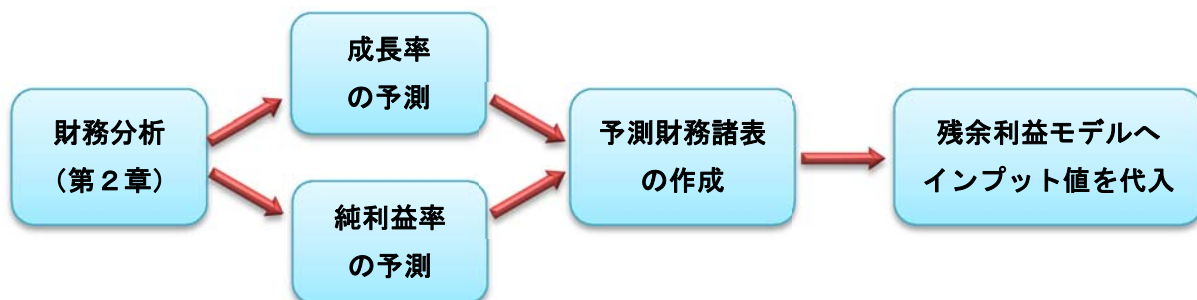 財務分析
（第２章）
成長率
の予測
純利益率
の予測
予測財務諸表
の作成
残余利益モデルへ
インプット値を代入